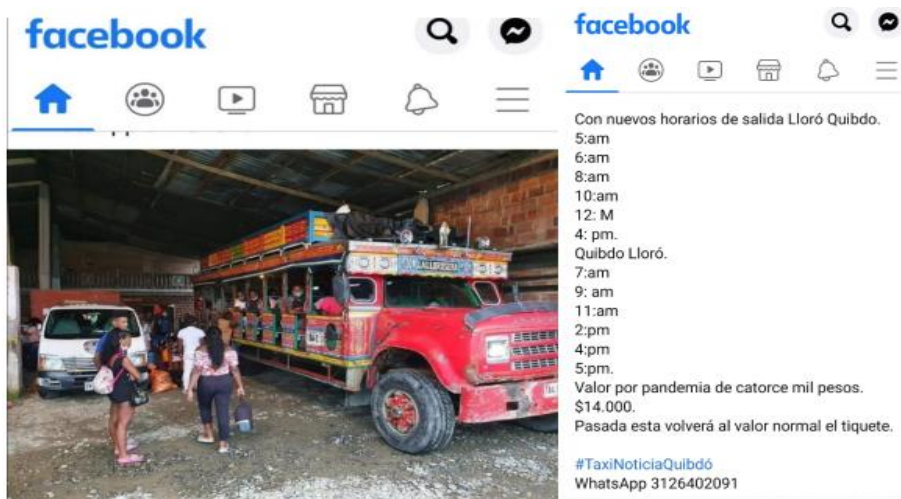 facebook
facebook
Con nuevos horarios de salida Lloró Quibdo.
5:am
6:am
8:am
10:am
12: M
4: pm.
Quibdo Lloró.
7:am
9: am
11:am
2:pm
4:pm
5:pm.
Valor por pandemia de catorce mil pesos.
$14.000.
Pasada esta volverá al valor normal el tiquete.
#TaxiNoticiaQuibdó
WhatsApp 3126402091